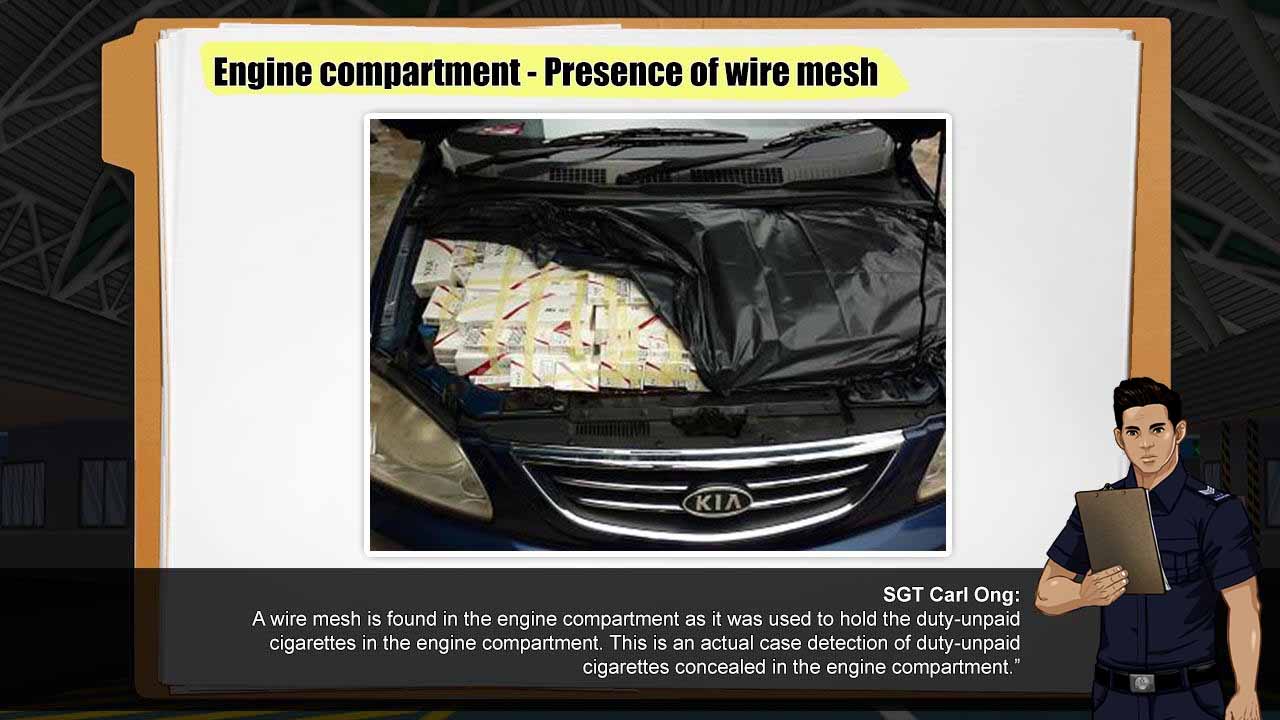 Engine compartment - Presence of wire mesh
KIA
SGT Carl Ong:
A wire mesh is found in the engine compartment as it was used to hold the duty-unpaid
cigarettes in the engine compartment. This is an actual case detection of duty-unpaid
cigarettes concealed in the engine compartment.”